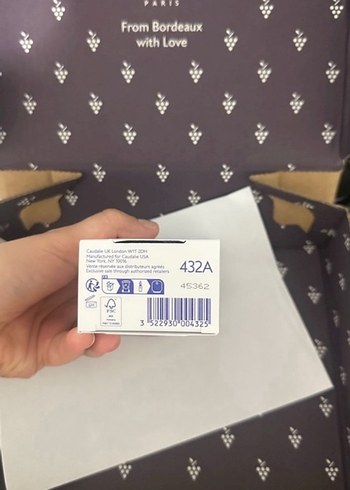 PARIS
From Bordeaux
with Love
Caudalie UK London W1T 2DH
Manufactured for Caudalie USA
New York, NY 10016
Vente réservée aux distributeurs agréés
Exclusive sale through authorized retailers
432A
45362
FSC
3 522930 004325